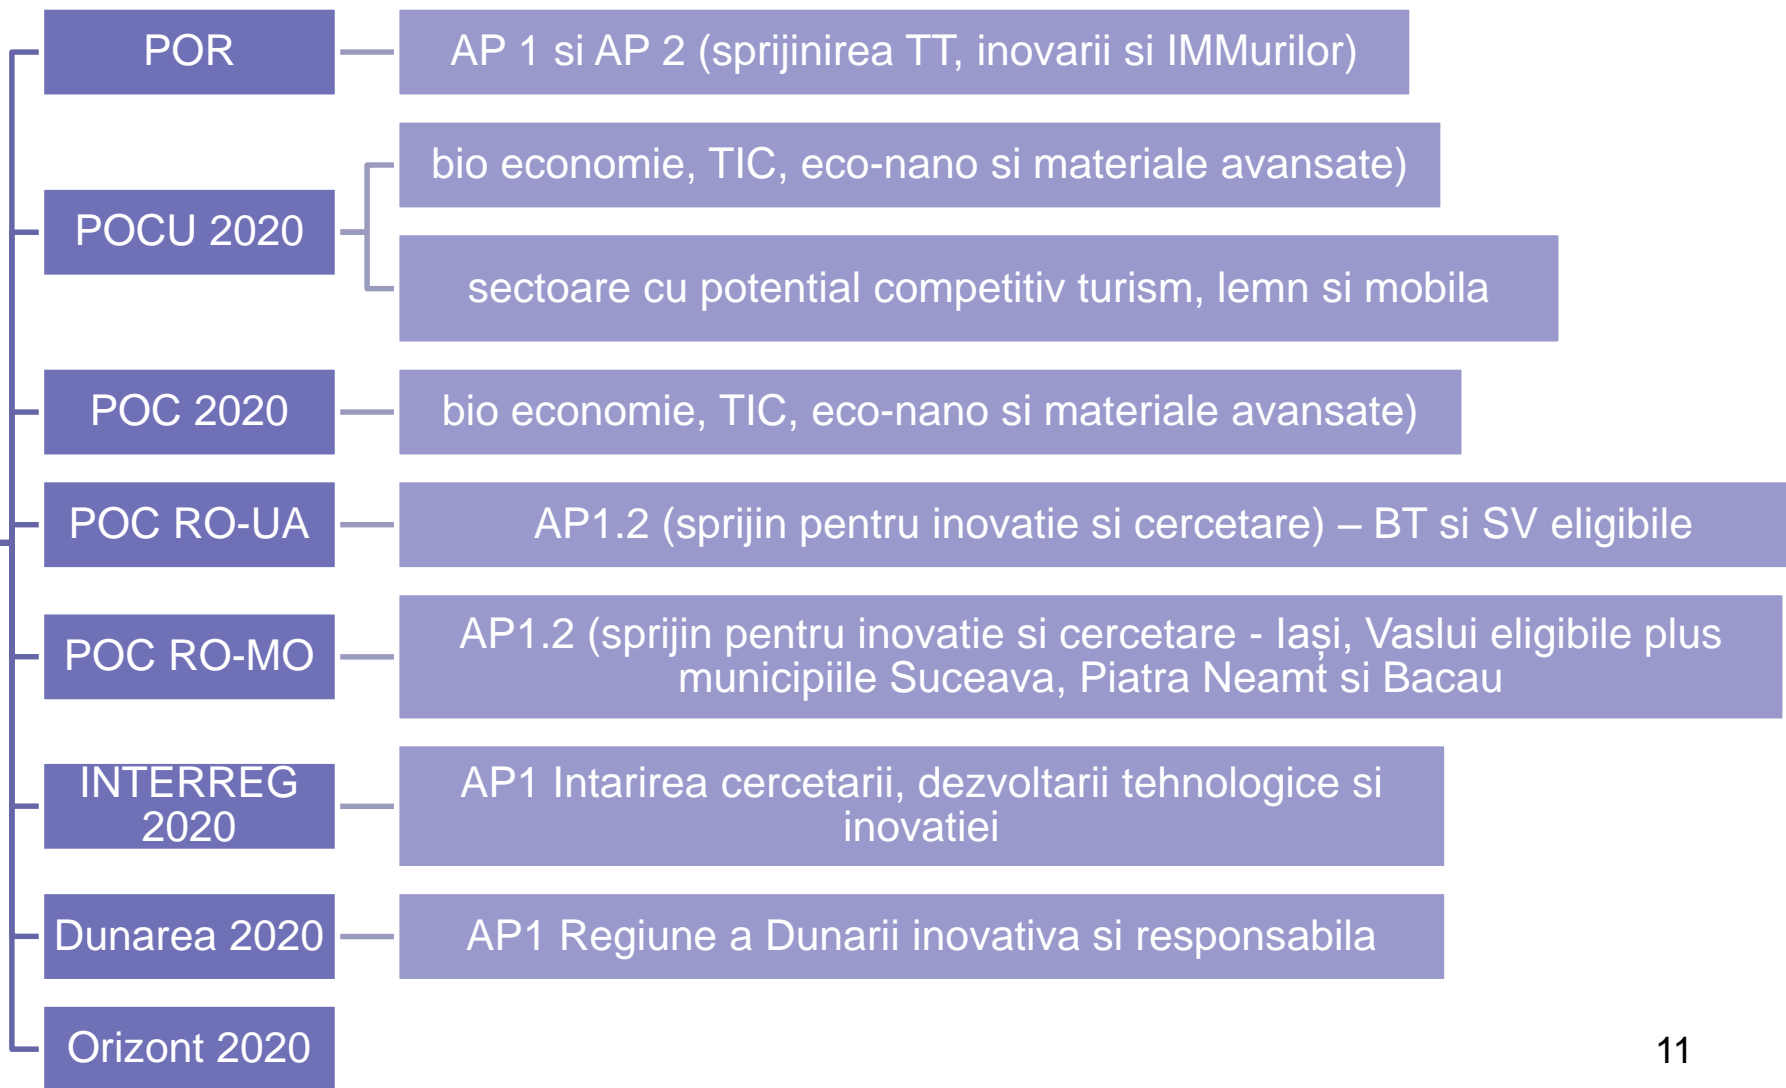 POR
AP 1 si AP 2 (sprijinirea TT, inovarii si IMMurilor)
POCU 2020
bio economie, TIC, eco-nano si materiale avansate)
sectoare cu potential competitiv turism, lemn si mobila
POC 2020
bio economie, TIC, eco-nano si materiale avansate)
POC RO-UA
AP1.2 (sprijin pentru inovatie si cercetare) – BT si SV eligibile
POC RO-MO
AP1.2 (sprijin pentru inovatie si cercetare - Iași, Vaslui eligibile plus
municipiile Suceava, Piatra Neamț si Bacau
INTERREG
2020
AP1 Intarirea cercetarii, dezvoltarii tehnologice si
inovatiei
Dunarea 2020
AP1 Regiune a Dunarii inovativa si responsabila
Orizont 2020
11